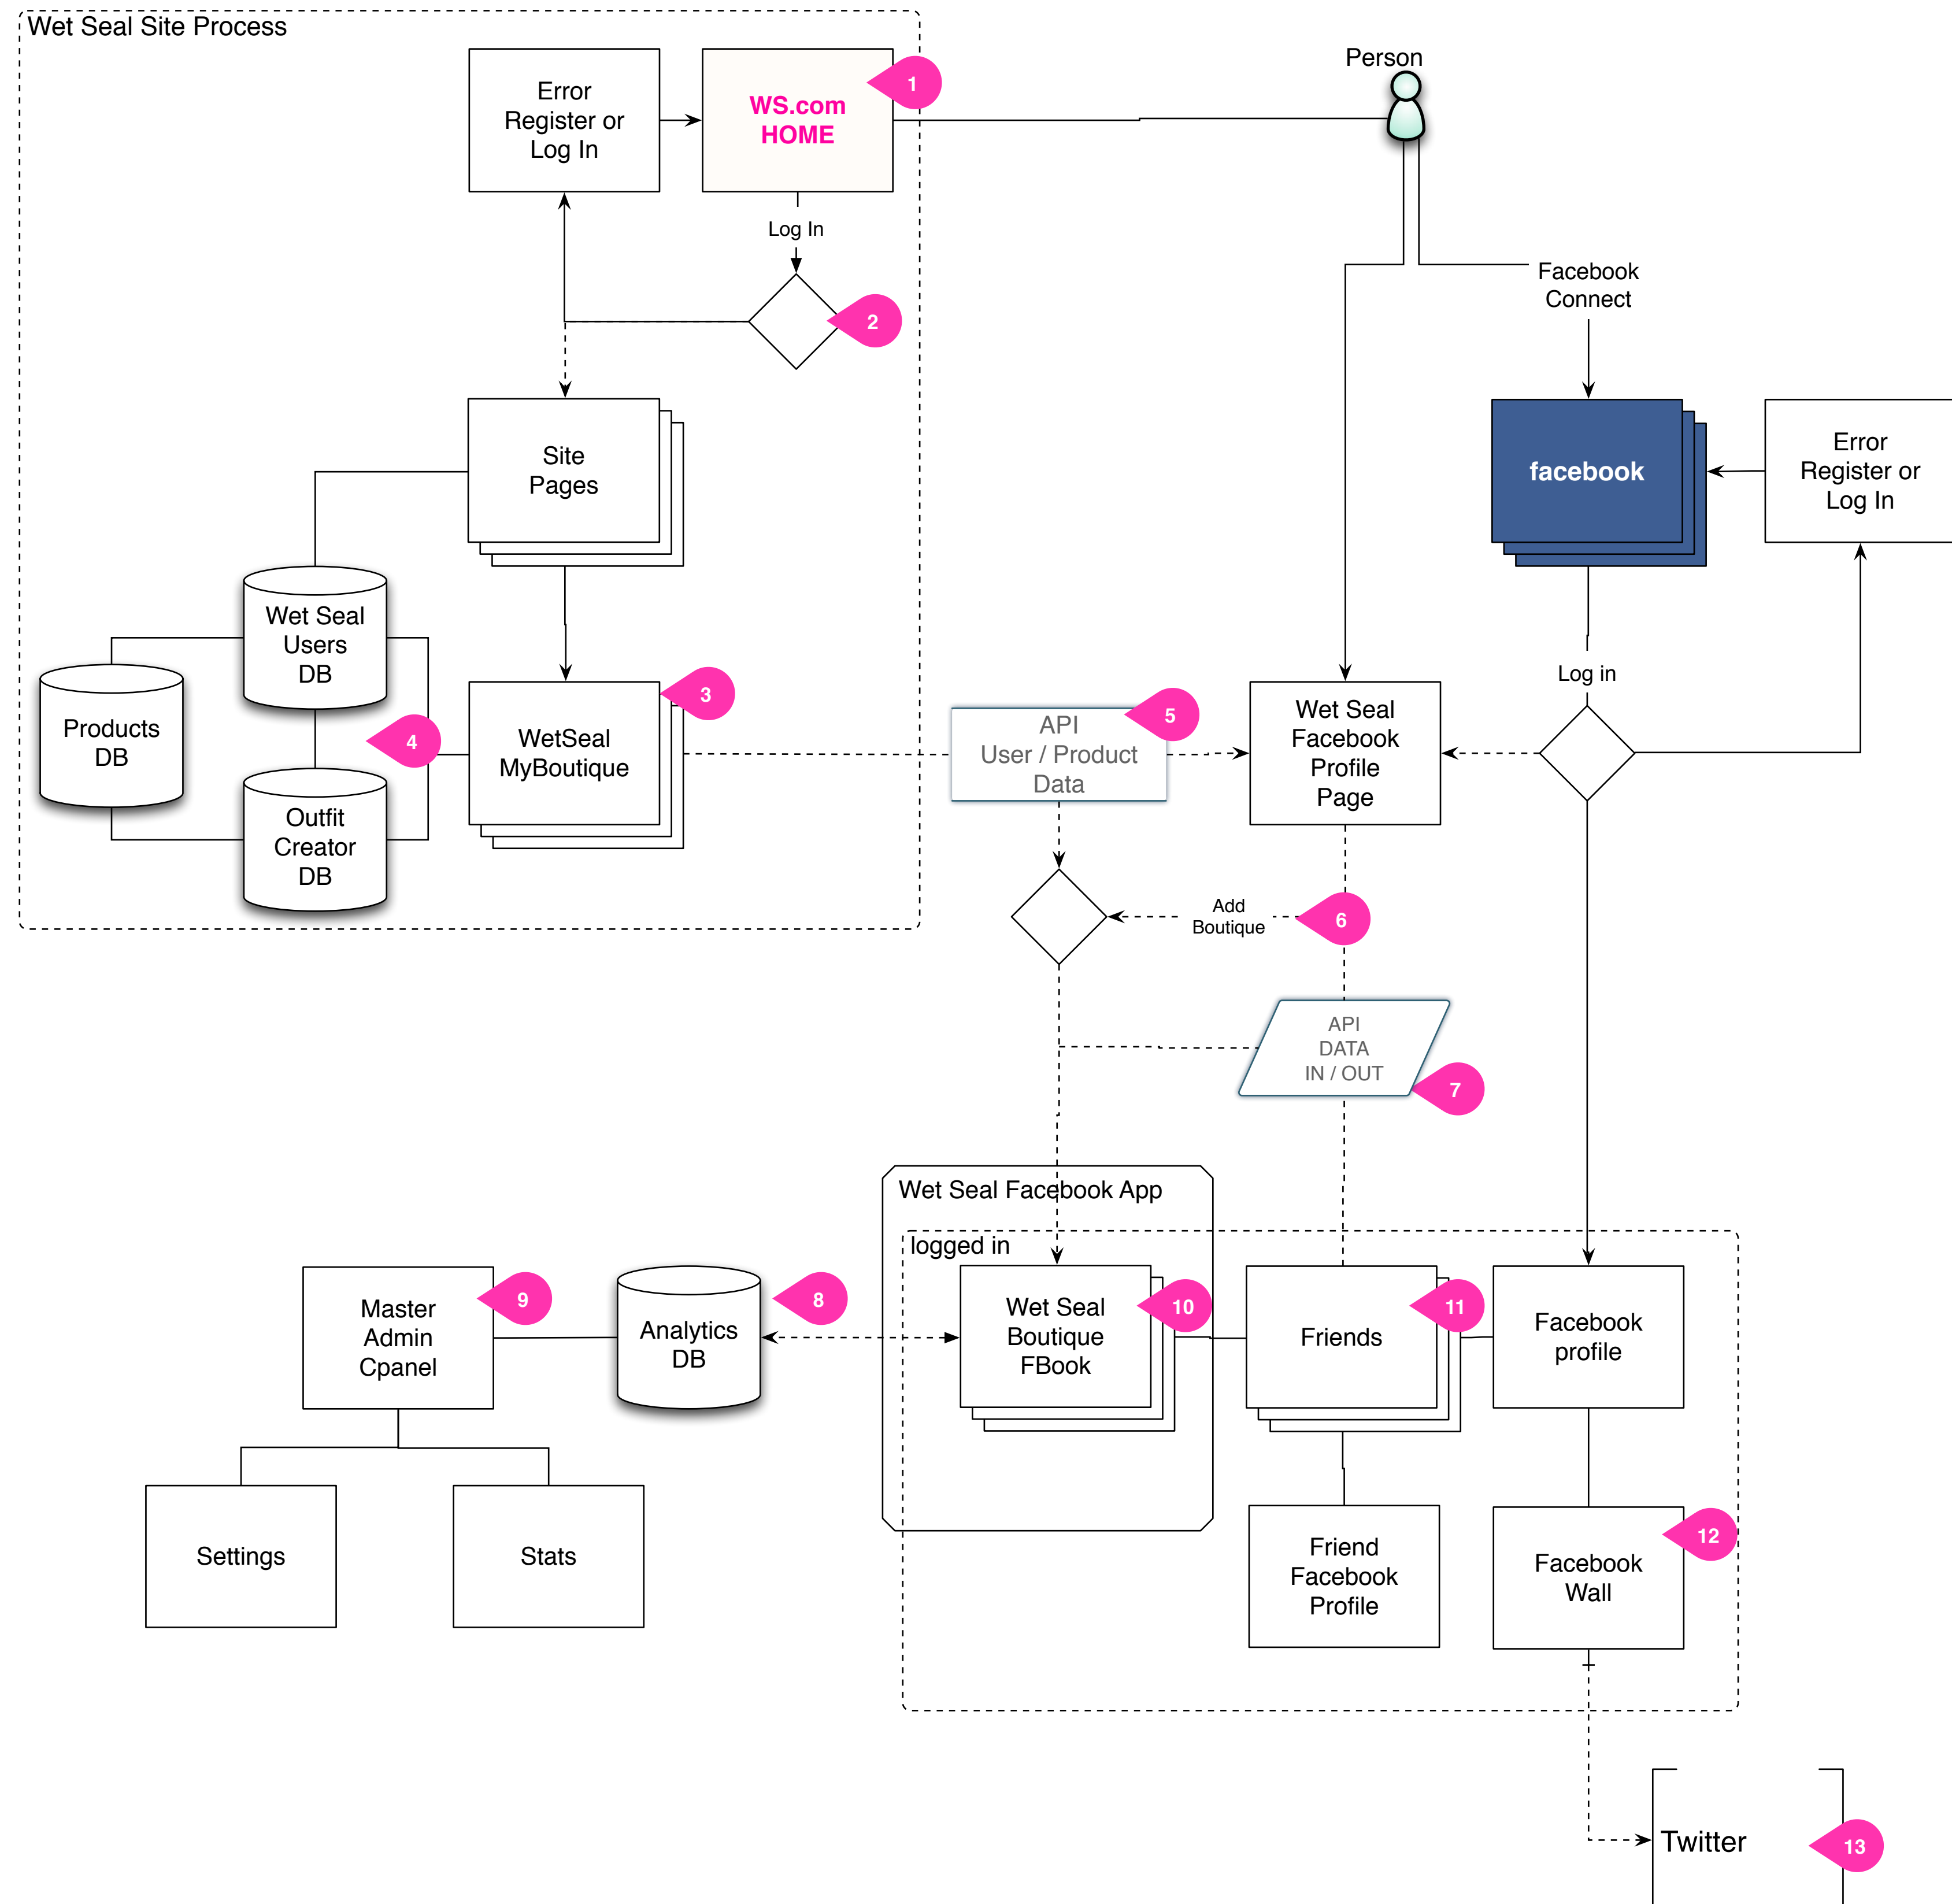 Wet Seal Site Process
Error
Register or
Log In
WS.com
HOME
1
Person
Log In
2
Facebook
Connect
Site
Pages
facebook
Error
Register or
Log In
Wet Seal
Users
DB
Products
DB
4
Outfit
Creator
DB
WetSeal
MyBoutique
3
API
User / Product
Data
5
Wet Seal
Facebook
Profile
Page
Log in
Add
Boutique
6
API
DATA
IN / OUT
7
Wet Seal Facebook App
logged in
Master
Admin
Cpanel
9
Analytics
DB
8
Wet Seal
Boutique
FBook
10
Friends
11
Facebook
profile
Settings
Stats
Friend
Facebook
Profile
Facebook
Wall
12
Twitter
13